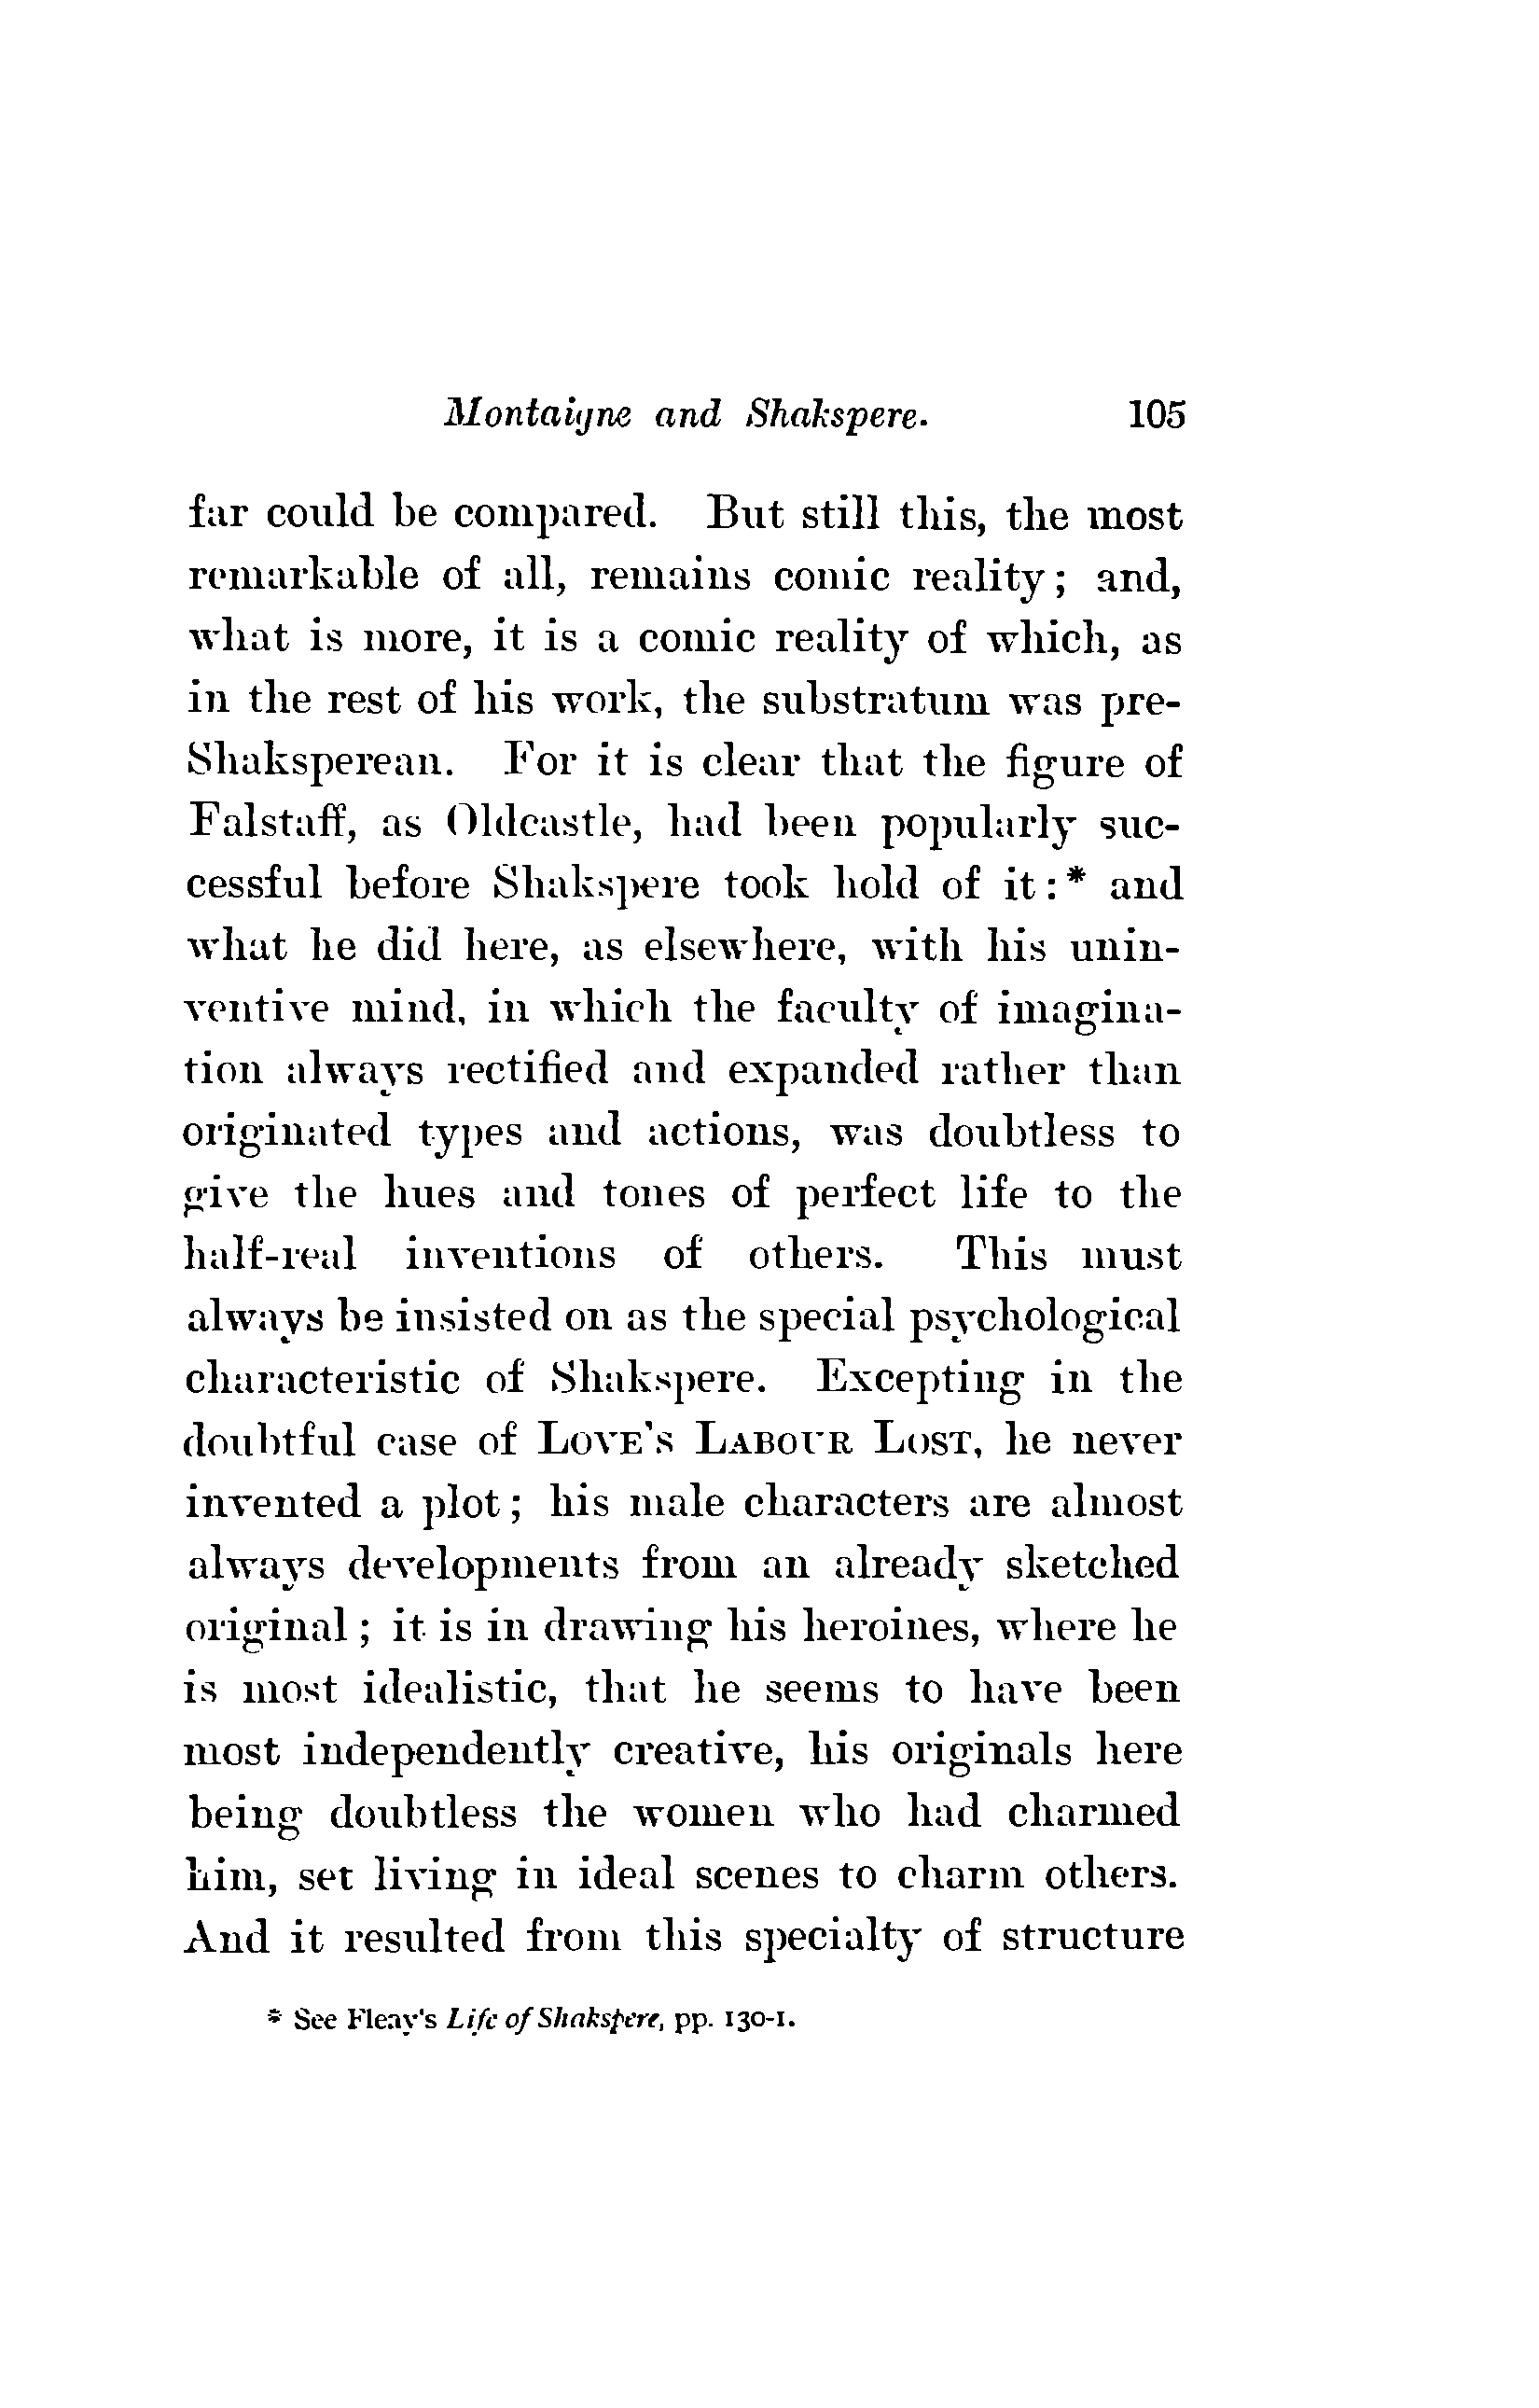 Montaigne and Shakspere. 105
far could be compared. But still this, the most
remarkable of all, remains comic reality; and,
what is more, it is a comic reality of which, as
in the rest of his work, the substratum was pre-
Shaksperean. For it is clear that the figure of
Falstaff, as Oldcastle, had been popularly suc-
cessful before Shakspere took hold of it:* and
what he did here, as elsewhere, with his unin-
ventive mind, in which the faculty of imagina-
tion always rectified and expanded rather than
originated types and actions, was doubtless to
give the hues and tones of perfect life to the
half-real inventions of others. This must
always be insisted on as the special psychological
characteristic of Shakspere. Excepting in the
doubtful case of LOVE'S LABOUR LOST, he never
invented a plot; his male characters are almost
always developments from an already sketched
original; it is in drawing his heroines, where he
is most idealistic, that he seems to have been
most independently creative, his originals here
being doubtless the women who had charmed
him, set living in ideal scenes to charm others.
And it resulted from this specialty of structure
* See Fleay's Life of Shakspere, pp. 130-1.